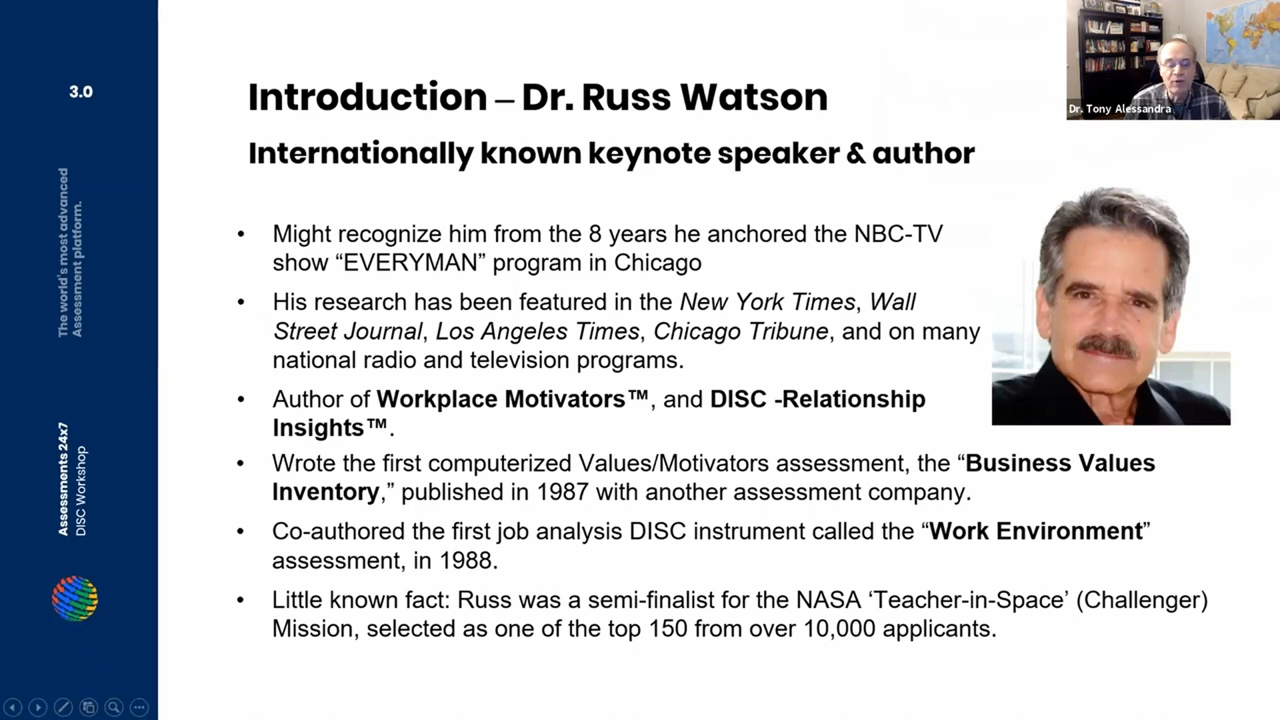 3.0
The world's most advanced
Assessment platform.
Assessments 24x7
DISC Workshop
Introduction – Dr. Russ Watson
Internationally known keynote speaker & author
• Might recognize him from the 8 years he anchored the NBC-TV
show “EVERYMAN” program in Chicago
• His research has been featured in the New York Times, Wall
Street Journal, Los Angeles Times, Chicago Tribune, and on many
national radio and television programs.
• Author of Workplace Motivators™, and DISC -Relationship
Insights™.
• Wrote the first computerized Values/Motivators assessment, the “Business Values
Inventory,” published in 1987 with another assessment company.
• Co-authored the first job analysis DISC instrument called the “Work Environment”
assessment, in 1988.
• Little known fact: Russ was a semi-finalist for the NASA ‘Teacher-in-Space’ (Challenger)
Mission, selected as one of the top 150 from over 10,000 applicants.
Dr. Tony Alessandra